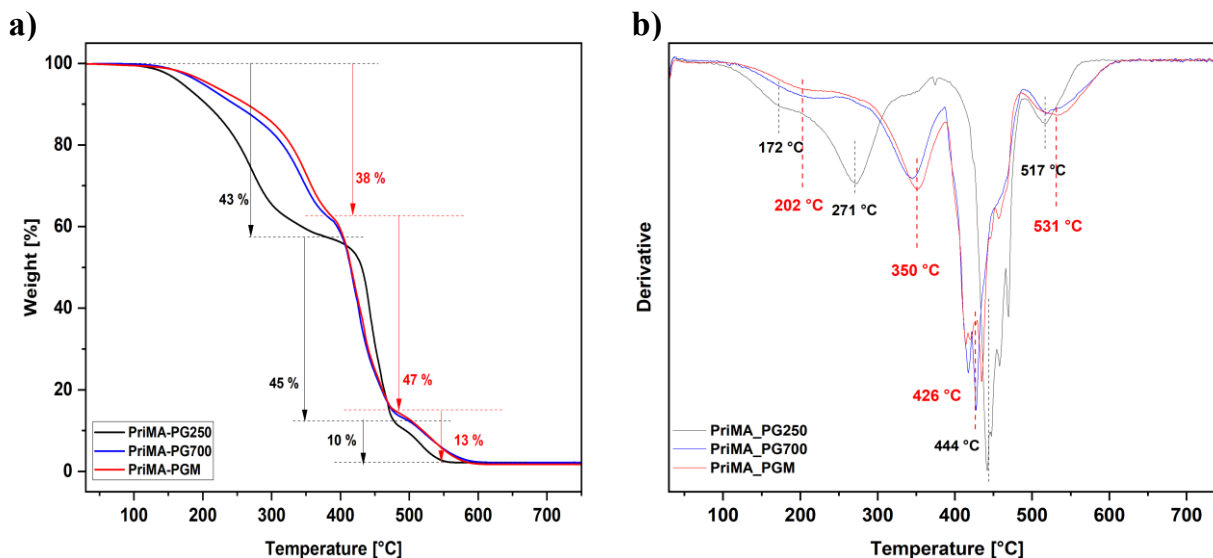 a)
100
80
60
40
20
0
Weight [%]
43 %
38 %
45 %
47 %
10 %
13 %
PriMA-PG250
PriMA-PG700
PriMA-PGM
100 200 300 400 500 600 700
Temperature [°C]
b)
Derivative
172 °C
202 °C
271 °C
350 °C
517 °C
531 °C
426 °C
444 °C
PriMA_PG250
PriMA_PG700
PriMA_PGM
100 200 300 400 500 600 700
Temperature [°C]